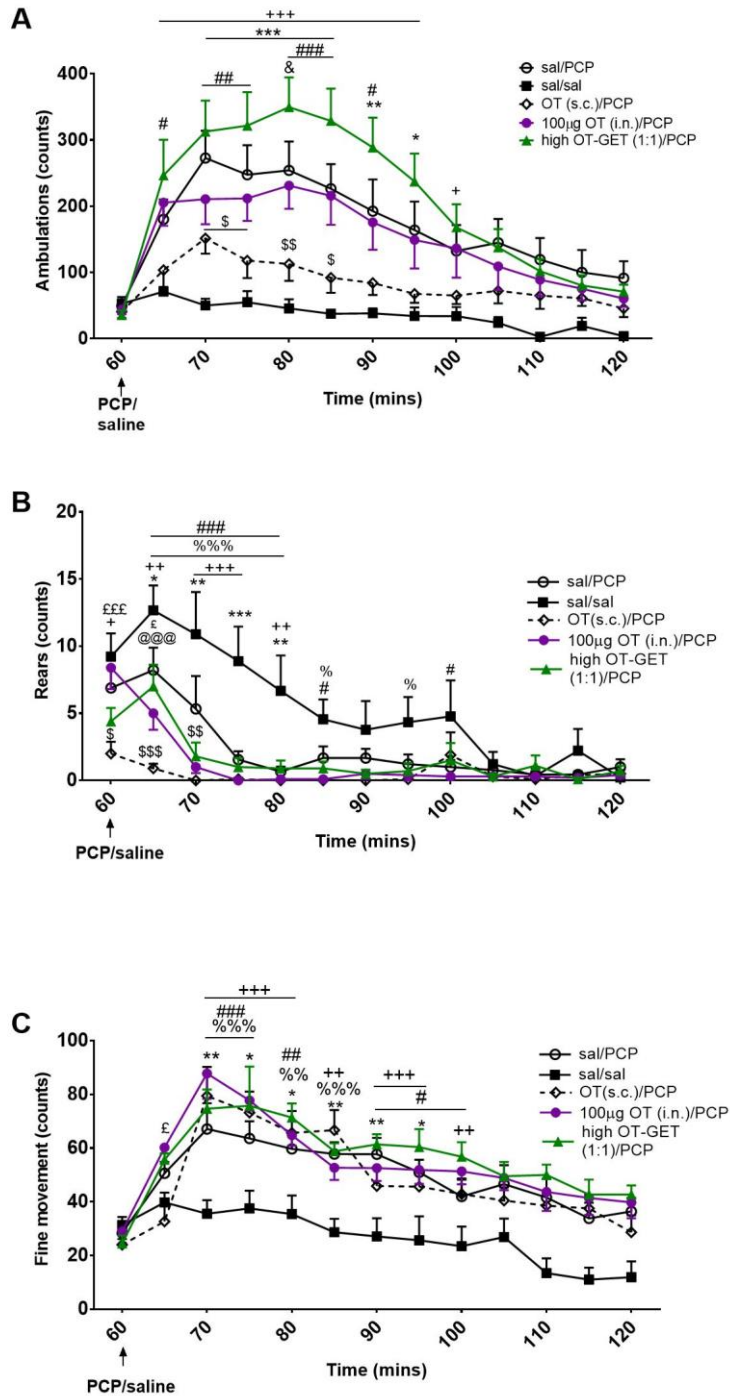 A
+++
***
###
&
##
#
#
**
*
+
$
$$
$
400
300
200
100
0
Ambulations (counts)
sal/PCP
sal/sal
OT (s.c.)/PCP
100µg OT (i.n.)/PCP
high OT-GET (1:1)/PCP
60
70
80
90
100
110
120
Time (mins)
PCP/
saline
B
###
%%%
+++
++
*
£££
+
£
@@@
**
***
++
**
%
#
%
#
$
$$$
$$
20
15
10
5
0
Rears (counts)
sal/PCP
sal/sal
OT(s.c.)/PCP
100µg OT (i.n.)/PCP
high OT-GET
(1:1)/PCP
60
70
80
90
100
110
120
Time (mins)
PCP/saline
C
+++
###
%%%
**
*
##
%%
*
++
%%%
**
+++
#
**
*
++
£
100
80
60
40
20
0
Fine movement (counts)
sal/PCP
sal/sal
OT(s.c.)/PCP
100µg OT (i.n.)/PCP
high OT-GET
(1:1)/PCP
60
70
80
90
100
110
120
Time (mins)
PCP/saline